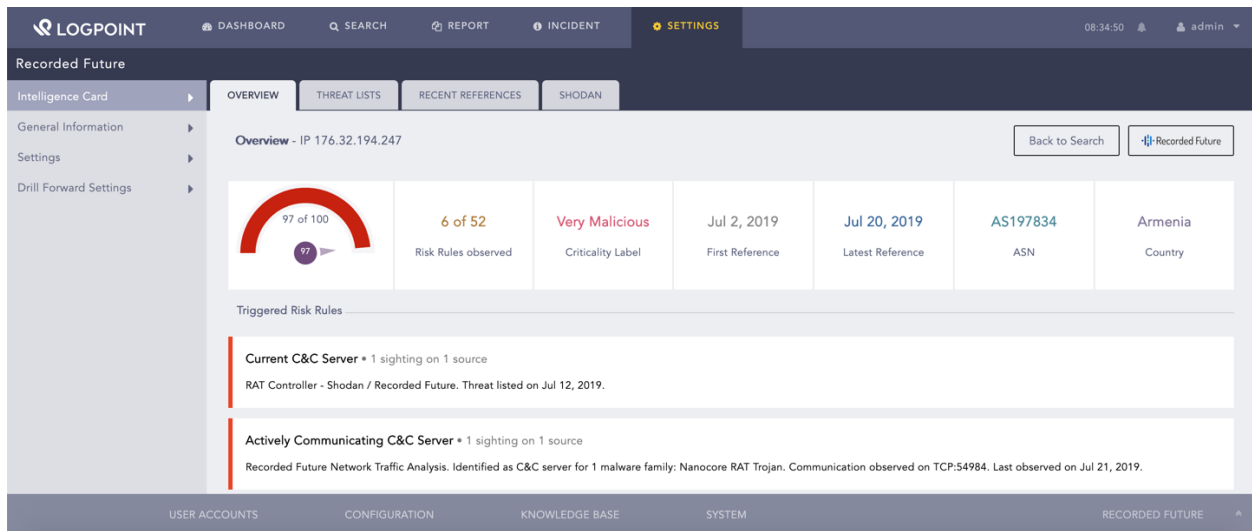 LOGPOINT
DASHBOARD
SEARCH
REPORT
INCIDENT
SETTINGS
08:34:50
admin
Recorded Future
Intelligence Card
General Information
Settings
Drill Forward Settings
OVERVIEW
THREAT LISTS
RECENT REFERENCES
SHODAN
Overview - IP 176.32.194.247
Back to Search
Recorded Future
97 of 100
97
6 of 52
Risk Rules observed
Very Malicious
Criticality Label
Jul 2, 2019
First Reference
Jul 20, 2019
Latest Reference
AS197834
ASN
Armenia
Country
Triggered Risk Rules
Current C&C Server • 1 sighting on 1 source
RAT Controller - Shodan / Recorded Future. Threat listed on Jul 12, 2019.
Actively Communicating C&C Server • 1 sighting on 1 source
Recorded Future Network Traffic Analysis. Identified as C&C server for 1 malware family: Nanocore RAT Trojan. Communication observed on TCP:54984. Last observed on Jul 21, 2019.
USER ACCOUNTS
CONFIGURATION
KNOWLEDGE BASE
SYSTEM
RECORDED FUTURE